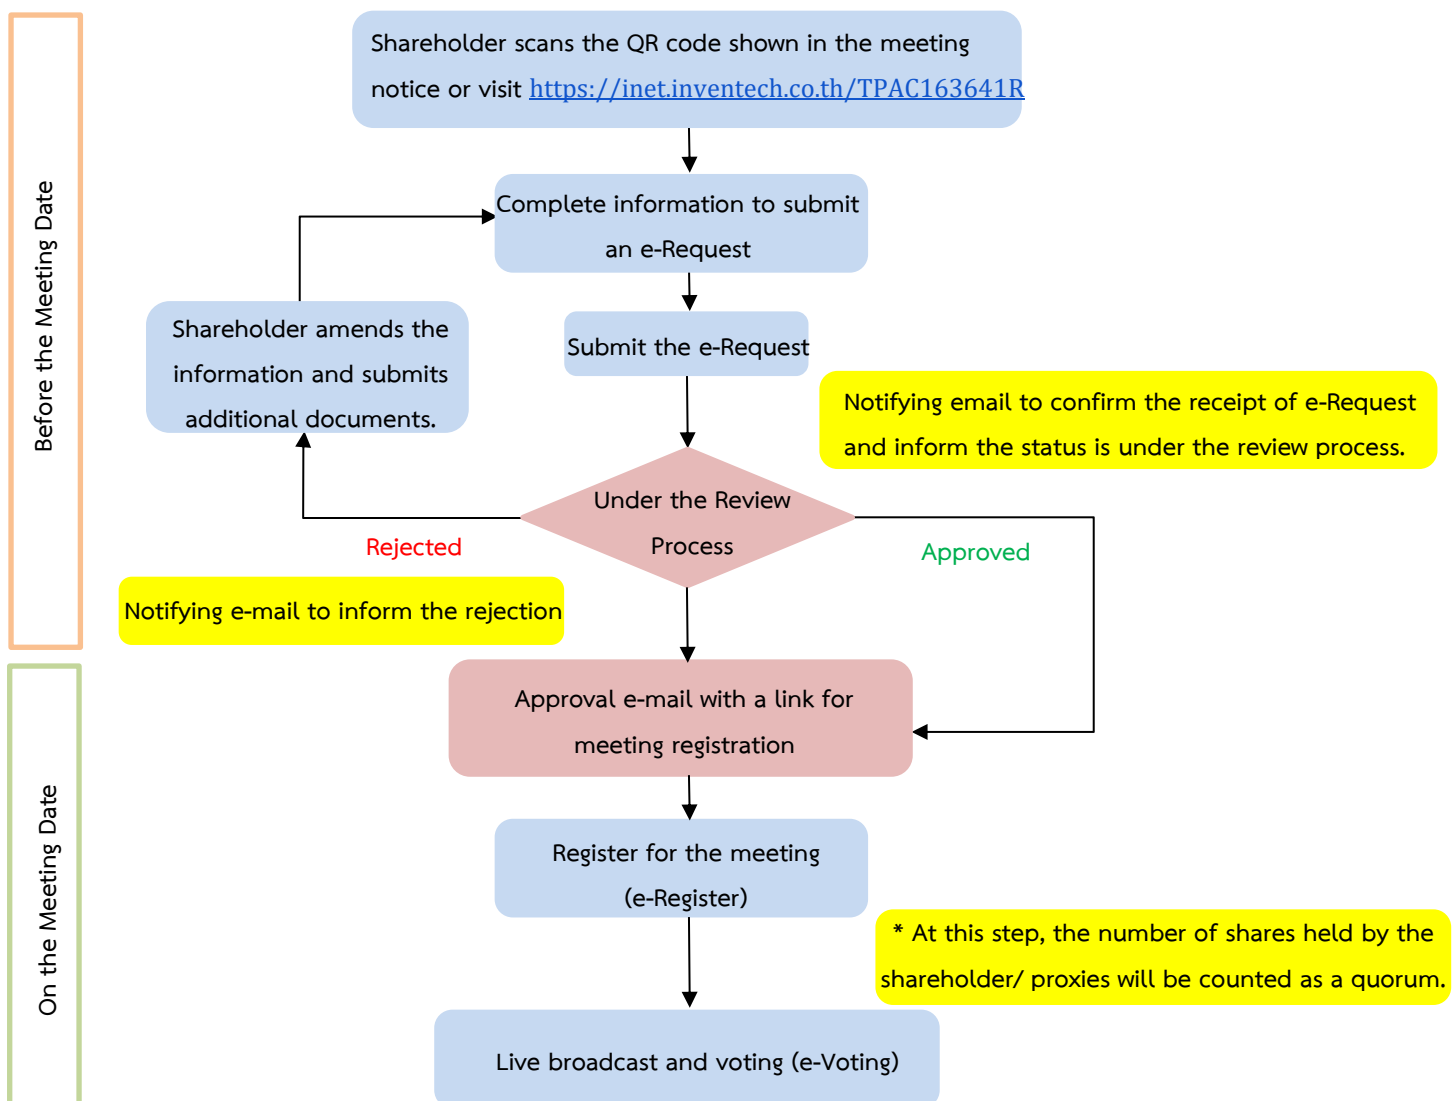 Shareholder scans the QR code shown in the meeting
notice or visit https://inet.inventech.co.th/TPAC163641R
Before the Meeting Date
Complete information to submit
an e-Request
Shareholder amends the
information and submits
additional documents.
Submit the e-Request
Notifying email to confirm the receipt of e-Request
and inform the status is under the review process.
Under the Review
Process
Rejected
Approved
Notifying e-mail to inform the rejection
On the Meeting Date
Approval e-mail with a link for
meeting registration
Register for the meeting
(e-Register)
* At this step, the number of shares held by the
shareholder/ proxies will be counted as a quorum.
Live broadcast and voting (e-Voting)